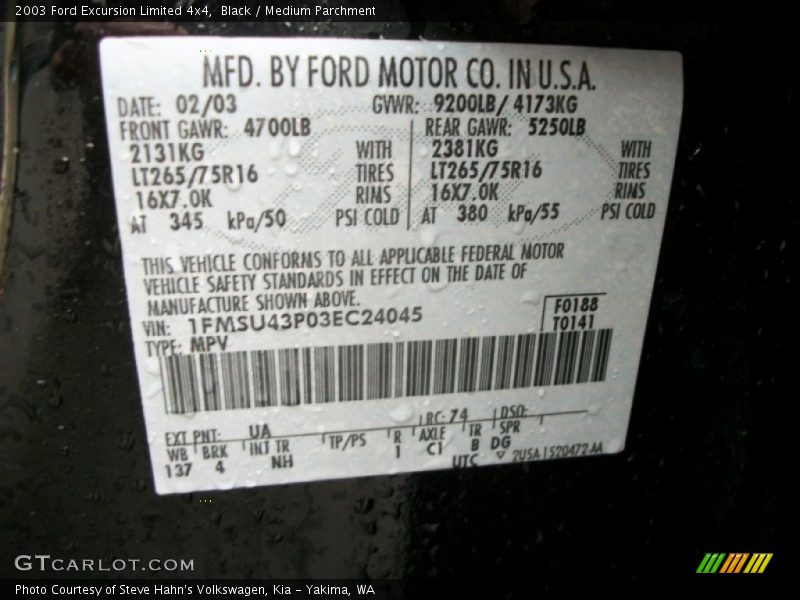 2003 Ford Excursion Limited 4x4, Black / Medium Parchment
MFD. BY FORD MOTOR CO. IN U.S.A.
DATE: 02/03 GVWR: 9200LB/ 4173KG
FRONT GAWR: 4700LB REAR GAWR: 5250LB
2131KG WITH 2381KG WITH
LT265/75R16 TIRES LT265/75R16 TIRES
16X7.0K RIMS 16X7.0K RIMS
AT 345 kPa/50 PSI COLD AT 380 kPa/55 PSI COLD
THIS VEHICLE CONFORMS TO ALL APPLICABLE FEDERAL MOTOR
VEHICLE SAFETY STANDARDS IN EFFECT ON THE DATE OF
MANUFACTURE SHOWN ABOVE.
VIN: 1FMSU43P03EC24045 F0188
TYPE: MPV T0141
EXT PNT: UA RC: 74 DSO:
WB BRK INT TR TP/PS R AXLE TR SPR
137 4 NH 1 C1 B DG
UTC ▽ 2U5A 1520472 AA
GTCARLOT.COM
Photo Courtesy of Steve Hahn's Volkswagen, Kia – Yakima, WA